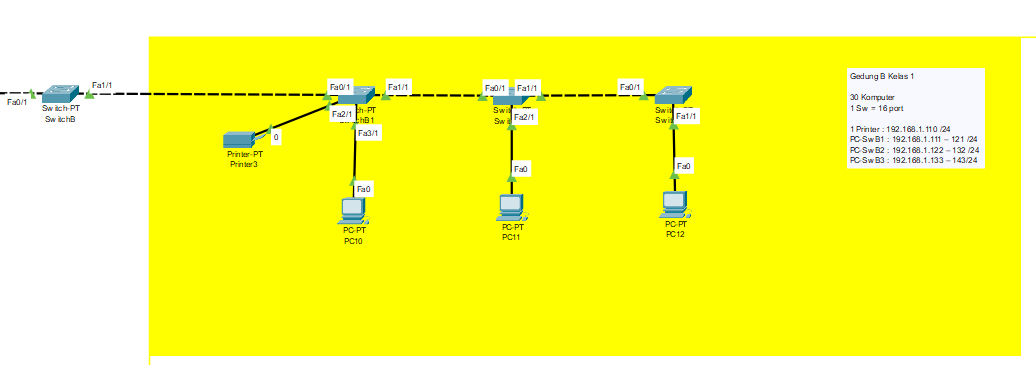 Fa0/1
Fa1/1
Switch-PT
SwitchB
Fa0/1
Fa1/1
Fa2/1
Fa3/1
0
Printer-PT
Printer3
Fa0
PC-PT
PC10
Fa0/1
Fa1/1
Fa2/1
Fa0
PC-PT
PC11
Fa0/1
Fa1/1
Fa0
PC-PT
PC12
Gedung B Kelas 1
30 Komputer
1 Sw = 16 port
1 Printer : 192.168.1.110 /24
PC-SwB1 : 192.168.1.111 – 121 /24
PC-SwB2 : 192.168.1.122 – 132 /24
PC-SwB3 : 192.168.1.133 – 143/24